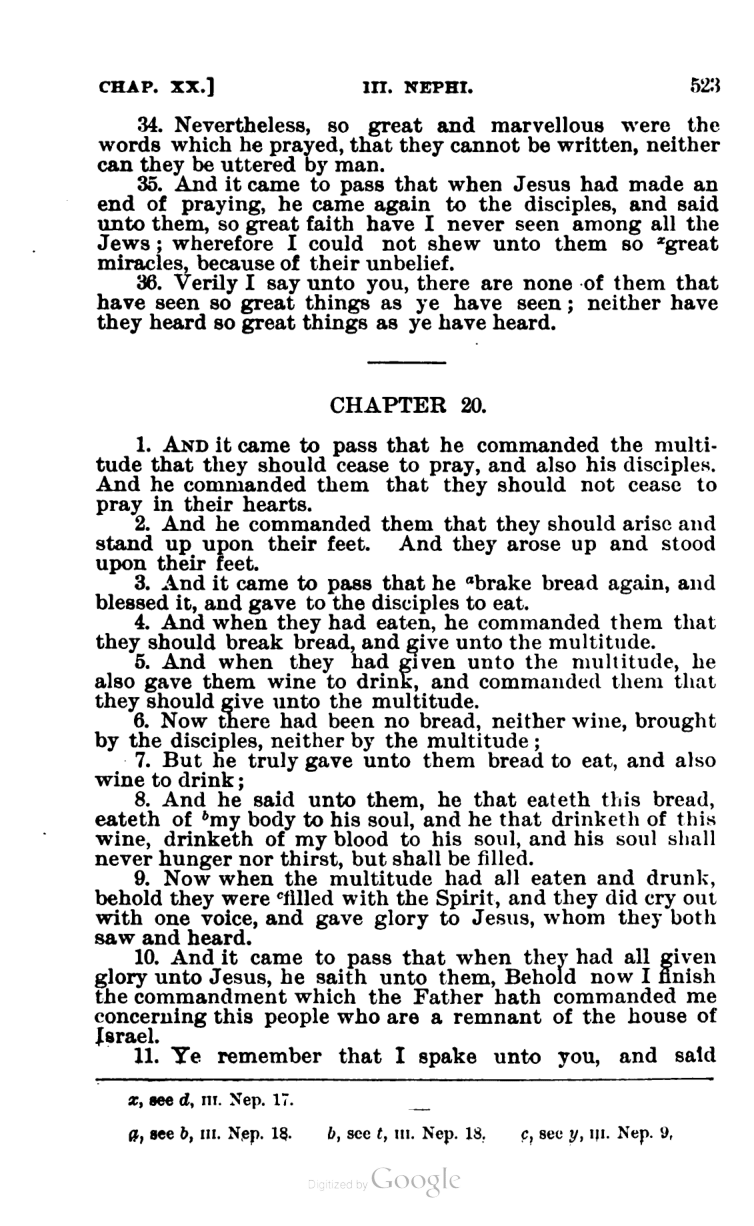 CHAP. XX.] III. NEPHI. 523
34. Nevertheless, so great and marvellous were the
words which he prayed, that they cannot be written, neither
can they be uttered by man.
35. And it came to pass that when Jesus had made an
end of praying, he came again to the disciples, and said
unto them, so great faith have I never seen among all the
Jews; wherefore I could not shew unto them so ˣgreat
miracles, because of their unbelief.
36. Verily I say unto you, there are none of them that
have seen so great things as ye have seen; neither have
they heard so great things as ye have heard.
CHAPTER 20.
1. AND it came to pass that he commanded the multi-
tude that they should cease to pray, and also his disciples.
And he commanded them that they should not cease to
pray in their hearts.
2. And he commanded them that they should arise and
stand up upon their feet. And they arose up and stood
upon their feet.
3. And it came to pass that he ᵃbrake bread again, and
blessed it, and gave to the disciples to eat.
4. And when they had eaten, he commanded them that
they should break bread, and give unto the multitude.
5. And when they had given unto the multitude, he
also gave them wine to drink, and commanded them that
they should give unto the multitude.
6. Now there had been no bread, neither wine, brought
by the disciples, neither by the multitude;
7. But he truly gave unto them bread to eat, and also
wine to drink;
8. And he said unto them, he that eateth this bread,
eateth of ᵇmy body to his soul, and he that drinketh of this
wine, drinketh of my blood to his soul, and his soul shall
never hunger nor thirst, but shall be filled.
9. Now when the multitude had all eaten and drunk,
behold they were ᶜfilled with the Spirit, and they did cry out
with one voice, and gave glory to Jesus, whom they both
saw and heard.
10. And it came to pass that when they had all given
glory unto Jesus, he saith unto them, Behold now I finish
the commandment which the Father hath commanded me
concerning this people who are a remnant of the house of
Israel.
11. Ye remember that I spake unto you, and said
x, see d, III. Nep. 17.
a, see b, III. Nep. 18. b, see t, III. Nep. 18. c, see y, III. Nep. 9.
Digitized by Google